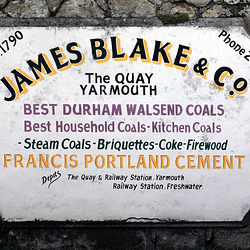 .1790
Phone 2
JAMES BLAKE & Co.
The QUAY
YARMOUTH
BEST DURHAM WALSEND COALS
Best Household Coals-Kitchen Coals
-Steam Coals-Briquettes-Coke-Firewood
FRANCIS PORTLAND CEMENT
Depots The Quay & Railway Station. Yarmouth
Railway Station. Freshwater.